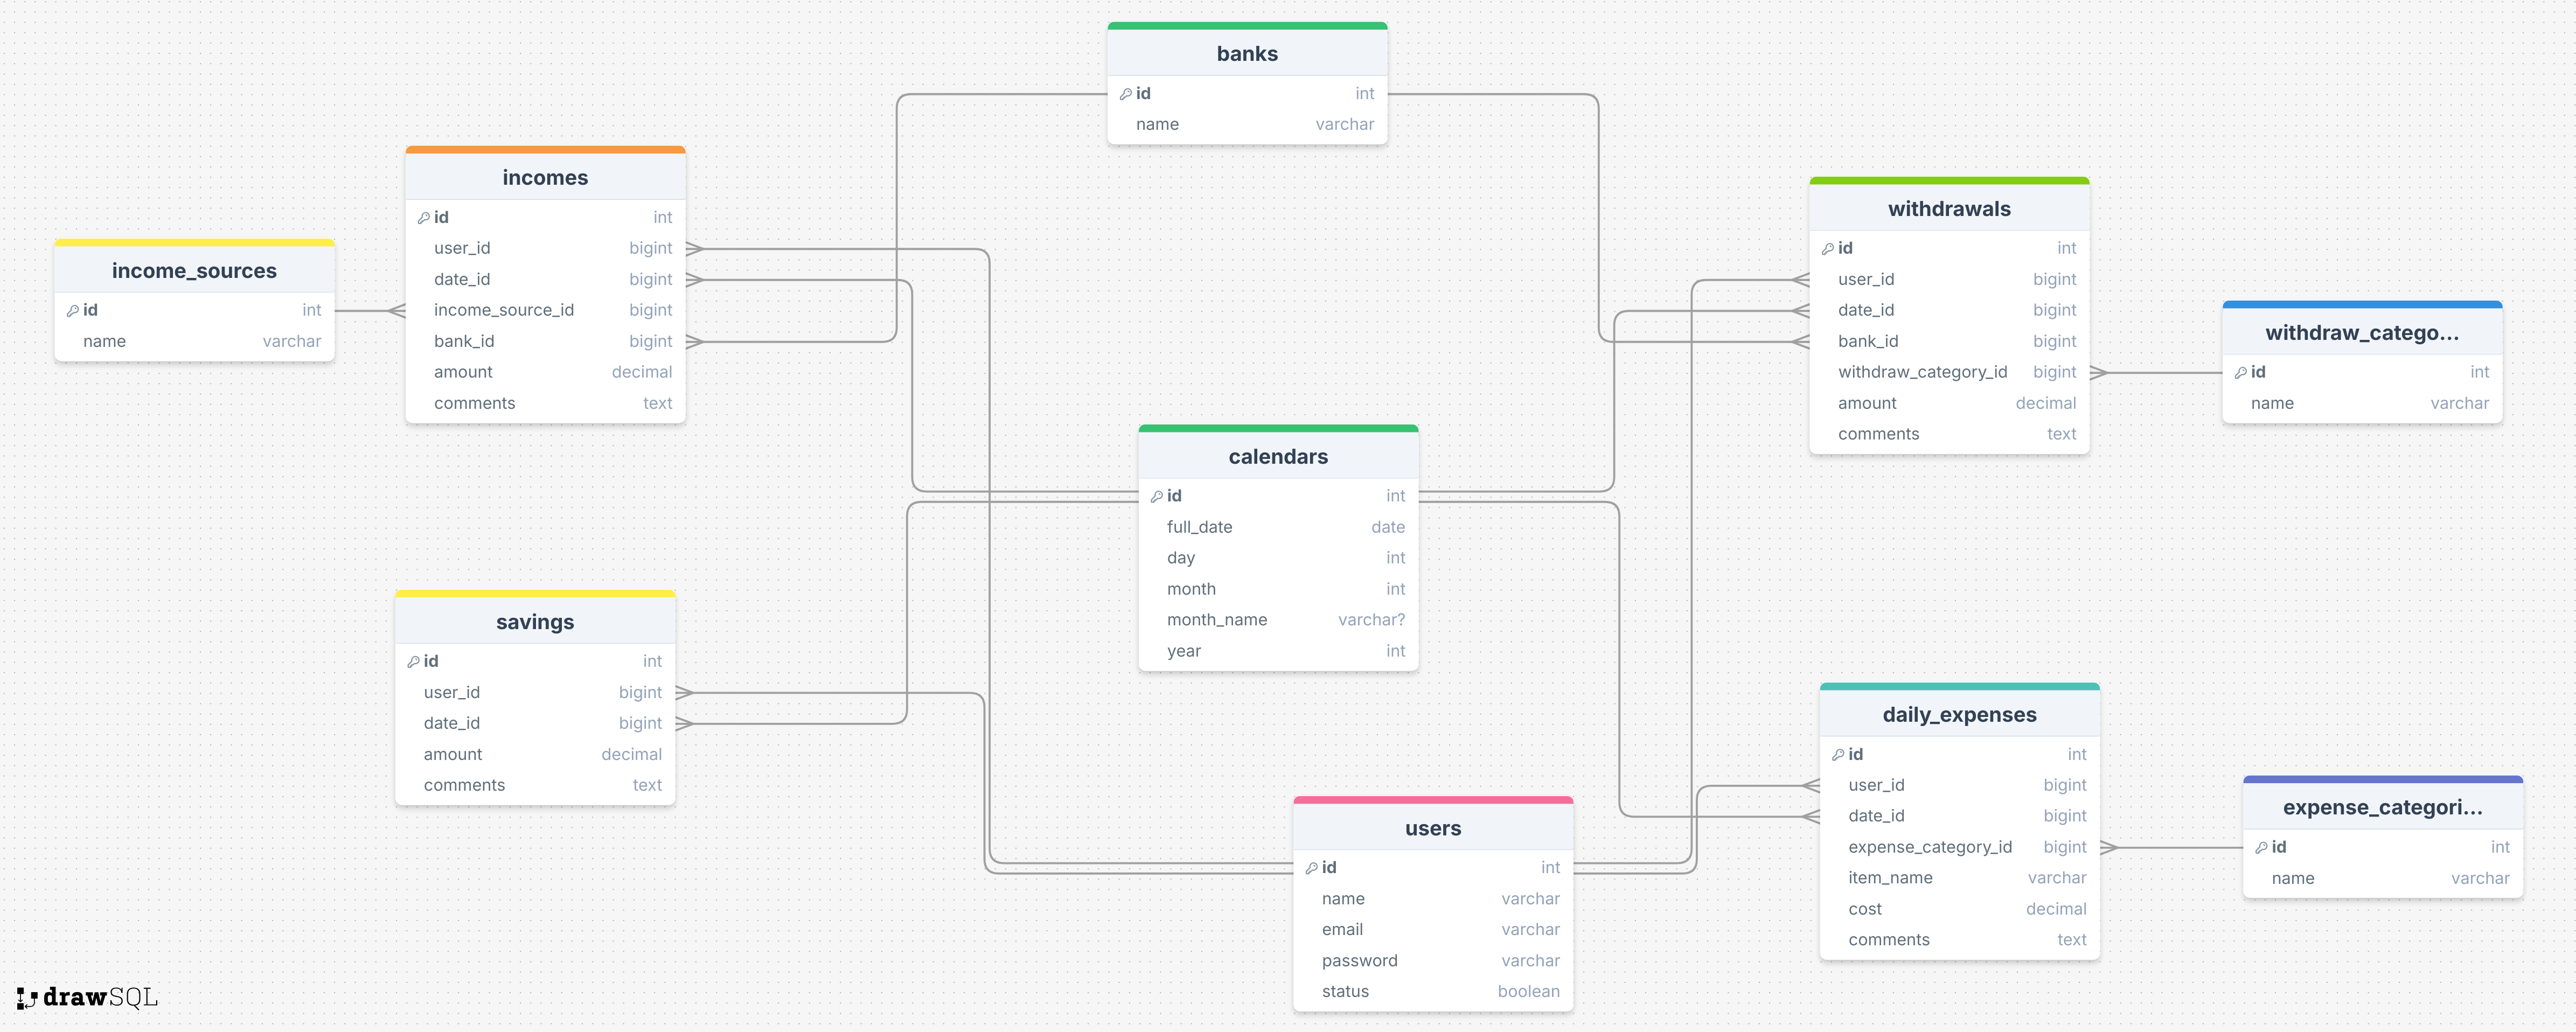 banks
id int
name varchar
incomes
id int
user_id bigint
date_id bigint
income_source_id bigint
bank_id bigint
amount decimal
comments text
income_sources
id int
name varchar
withdrawals
id int
user_id bigint
date_id bigint
bank_id bigint
withdraw_category_id bigint
amount decimal
comments text
withdraw_catego...
id int
name varchar
calendars
id int
full_date date
day int
month int
month_name varchar?
year int
savings
id int
user_id bigint
date_id bigint
amount decimal
comments text
users
id int
name varchar
email varchar
password varchar
status boolean
daily_expenses
id int
user_id bigint
date_id bigint
expense_category_id bigint
item_name varchar
cost decimal
comments text
expense_categori...
id int
name varchar
drawSQL